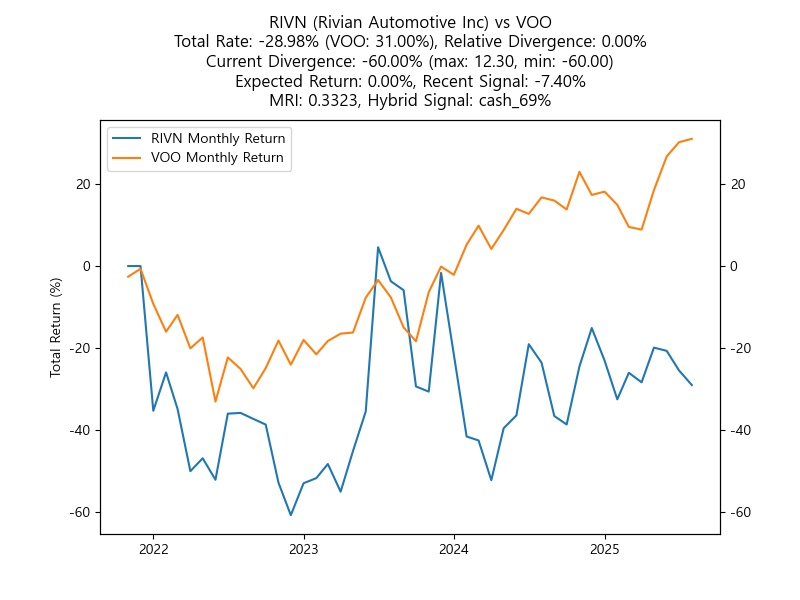 RIVN (Rivian Automotive Inc) vs VOO
Total Rate: -28.98% (VOO: 31.00%), Relative Divergence: 0.00%
Current Divergence: -60.00% (max: 12.30, min: -60.00)
Expected Return: 0.00%, Recent Signal: -7.40%
MRI: 0.3323, Hybrid Signal: cash_69%
RIVN Monthly Return
VOO Monthly Return
Total Return (%)
20
0
-20
-40
-60
20
0
-20
-40
-60
2022
2023
2024
2025